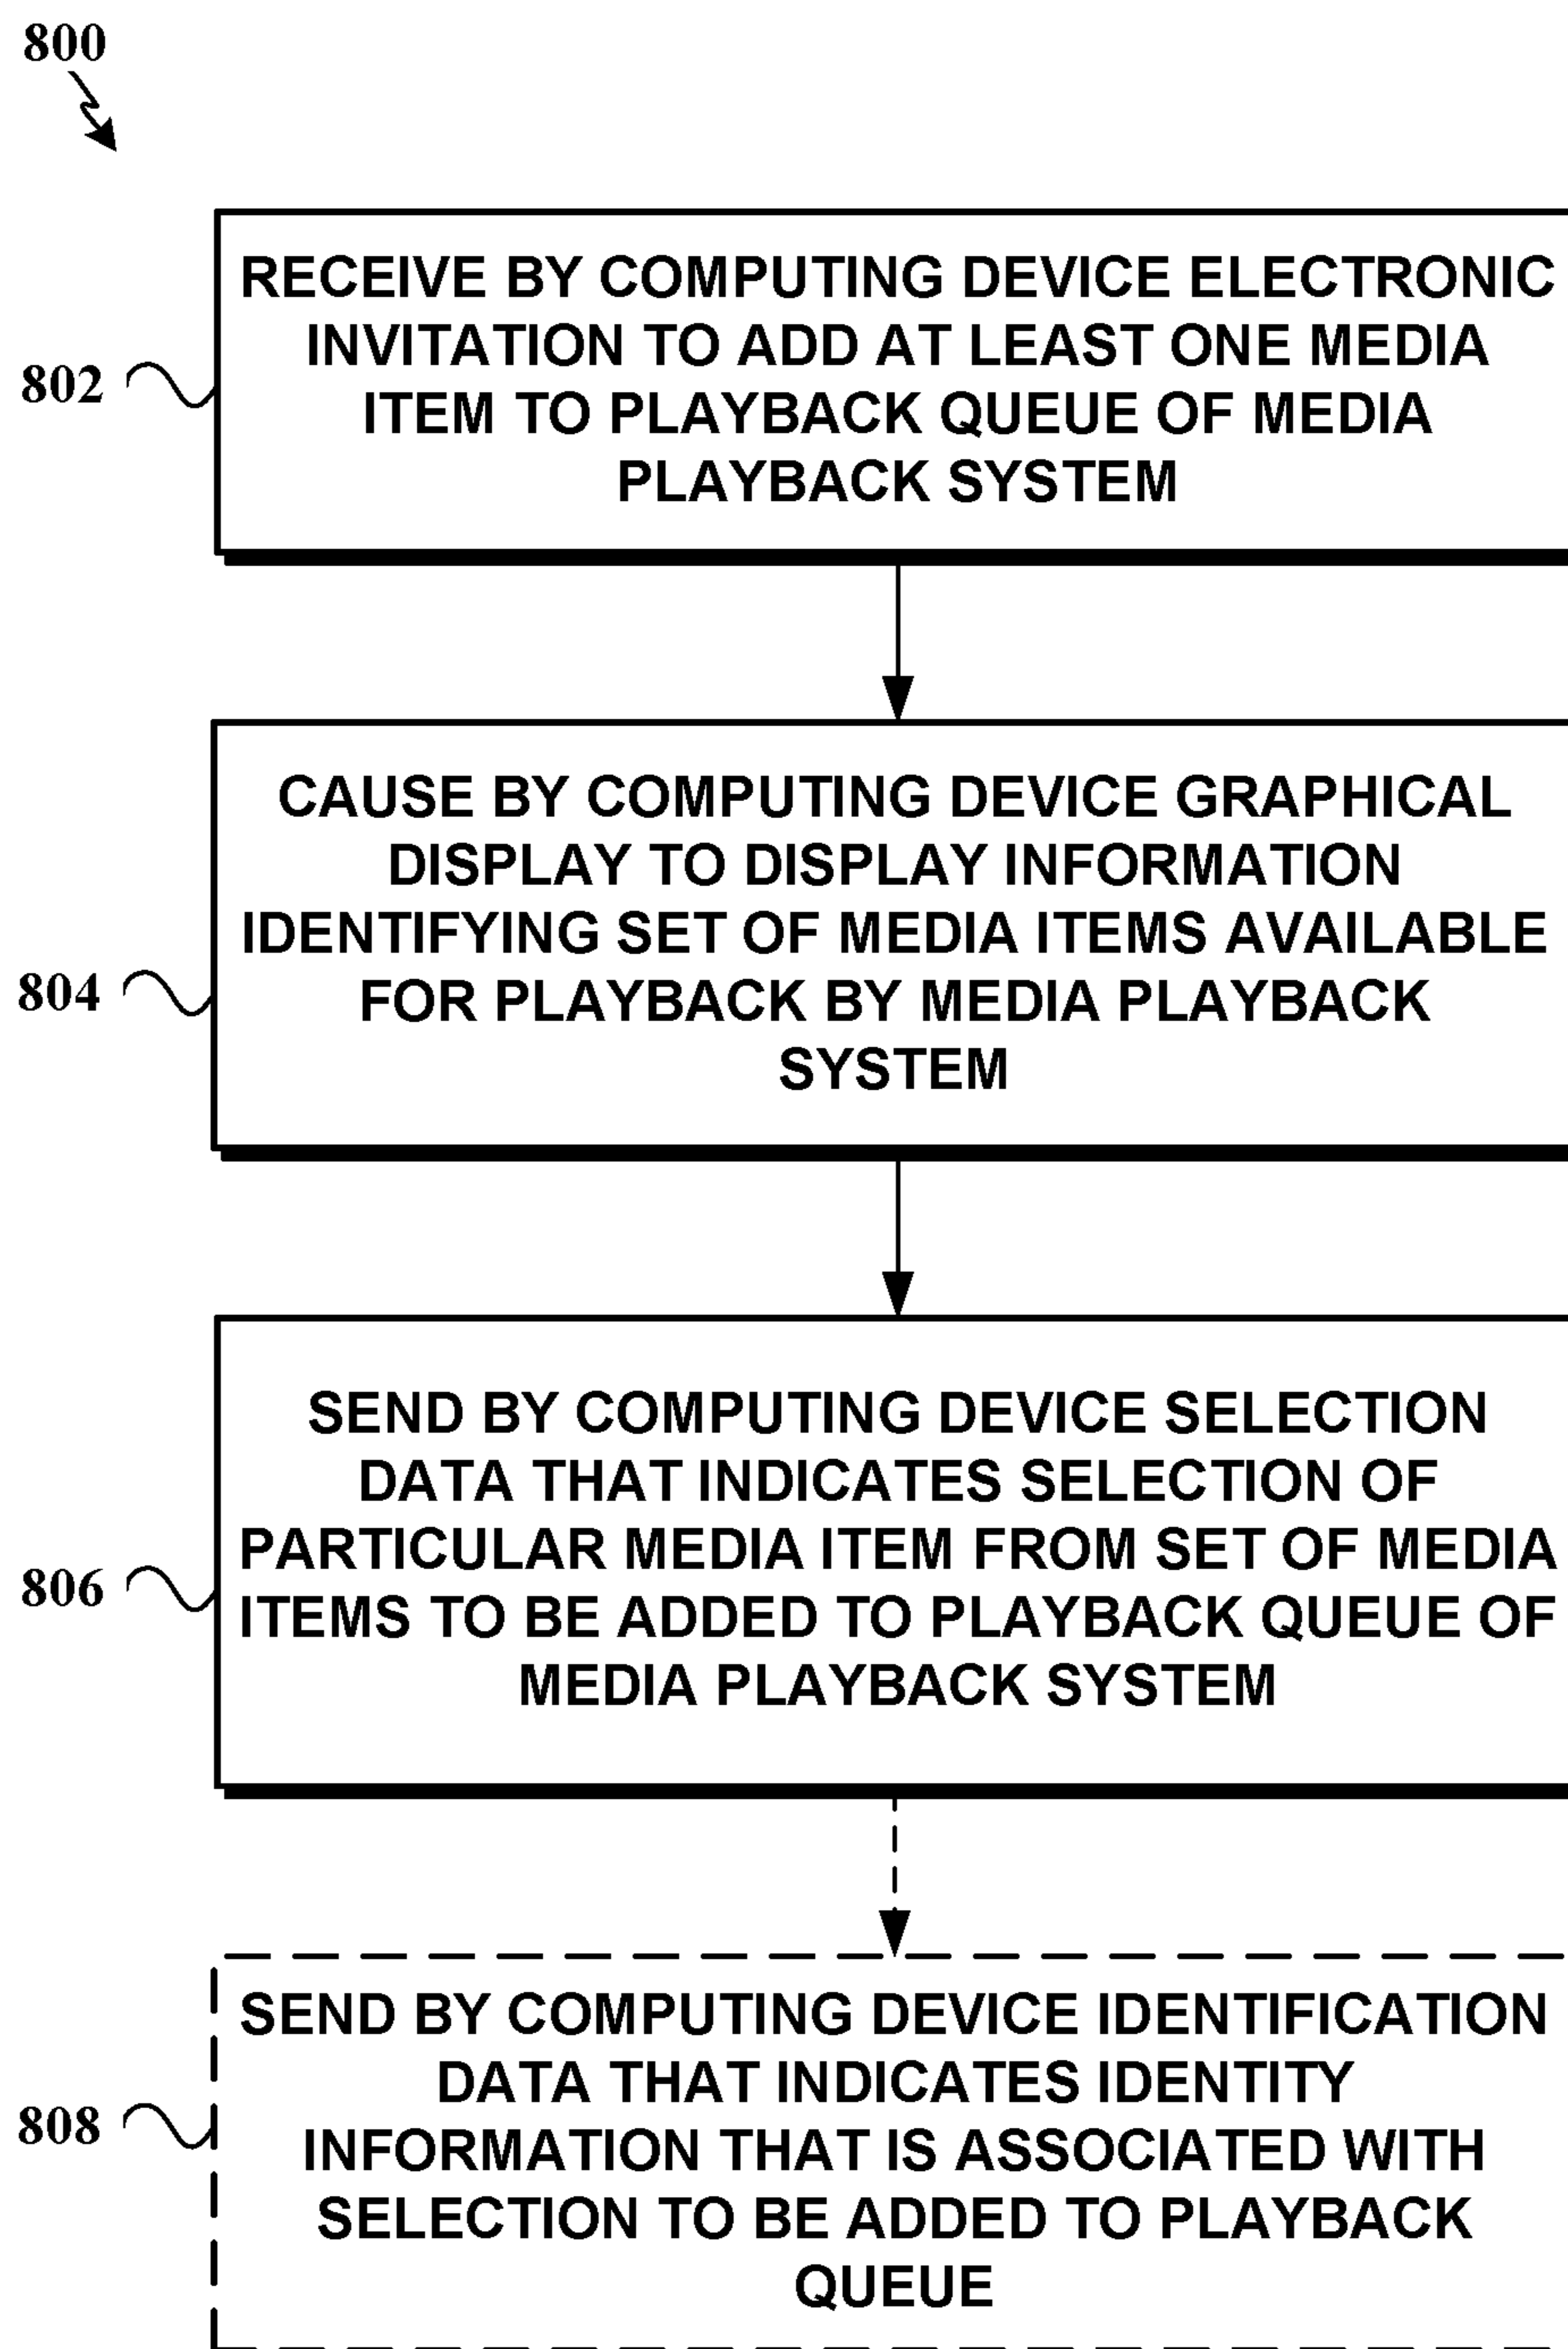 800
802
RECEIVE BY COMPUTING DEVICE ELECTRONIC
INVITATION TO ADD AT LEAST ONE MEDIA
ITEM TO PLAYBACK QUEUE OF MEDIA
PLAYBACK SYSTEM
804
CAUSE BY COMPUTING DEVICE GRAPHICAL
DISPLAY TO DISPLAY INFORMATION
IDENTIFYING SET OF MEDIA ITEMS AVAILABLE
FOR PLAYBACK BY MEDIA PLAYBACK
SYSTEM
806
SEND BY COMPUTING DEVICE SELECTION
DATA THAT INDICATES SELECTION OF
PARTICULAR MEDIA ITEM FROM SET OF MEDIA
ITEMS TO BE ADDED TO PLAYBACK QUEUE OF
MEDIA PLAYBACK SYSTEM
808
SEND BY COMPUTING DEVICE IDENTIFICATION
DATA THAT INDICATES IDENTITY
INFORMATION THAT IS ASSOCIATED WITH
SELECTION TO BE ADDED TO PLAYBACK
QUEUE